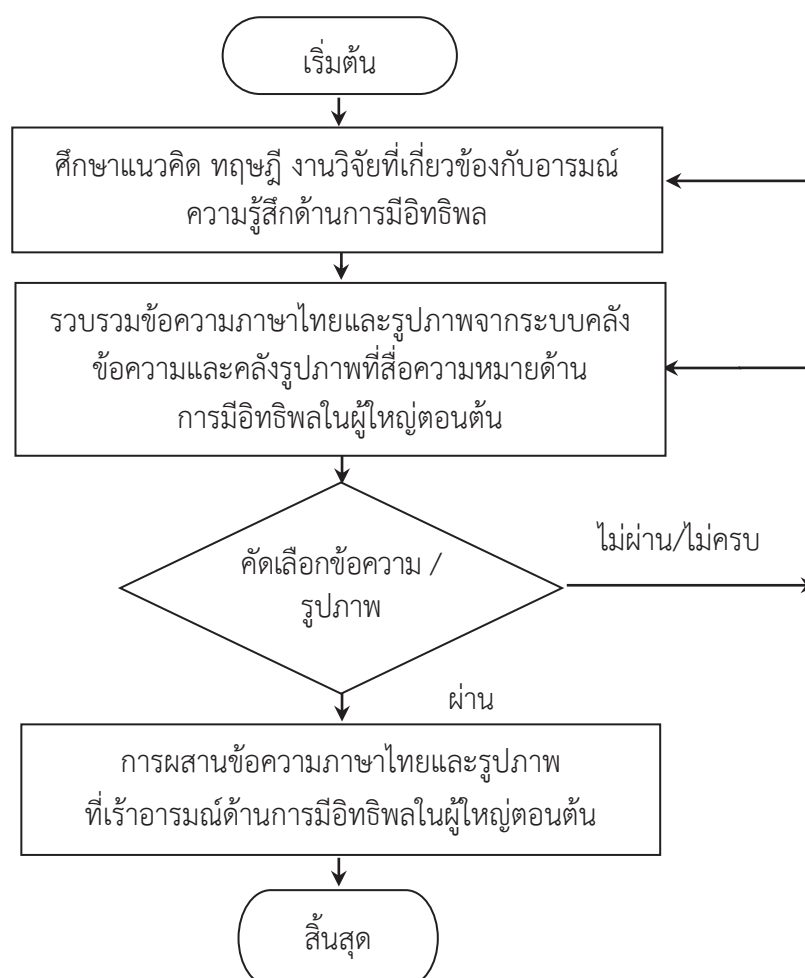 เริ่มต้น
ศึกษาแนวคิด ทฤษฎี งานวิจัยที่เกี่ยวข้องกับอารมณ์
ความรู้สึกด้านการมีอิทธิพล
รวบรวมข้อความภาษาไทยและรูปภาพจากระบบคลัง
ข้อความและคลังรูปภาพที่สื่อความหมายด้าน
การมีอิทธิพลในผู้ใหญ่ตอนต้น
ไม่ผ่าน/ไม่ครบ
คัดเลือกข้อความ /
รูปภาพ
ผ่าน
การผสานข้อความภาษาไทยและรูปภาพ
ที่เร้าอารมณ์ด้านการมีอิทธิพลในผู้ใหญ่ตอนต้น
สิ้นสุด